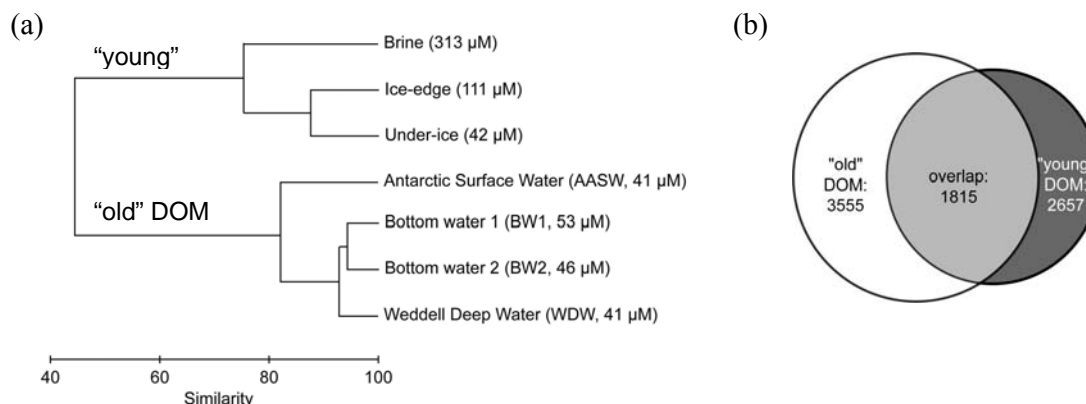 (a)
“young”
Brine (313 µM)
Ice-edge (111 µM)
Under-ice (42 µM)
“old” DOM
Antarctic Surface Water (AASW, 41 µM)
Bottom water 1 (BW1, 53 µM)
Bottom water 2 (BW2, 46 µM)
Weddell Deep Water (WDW, 41 µM)
40 60 80 100
Similarity
(b)
"old"
DOM:
3555
overlap:
1815
"young
DOM:
2657